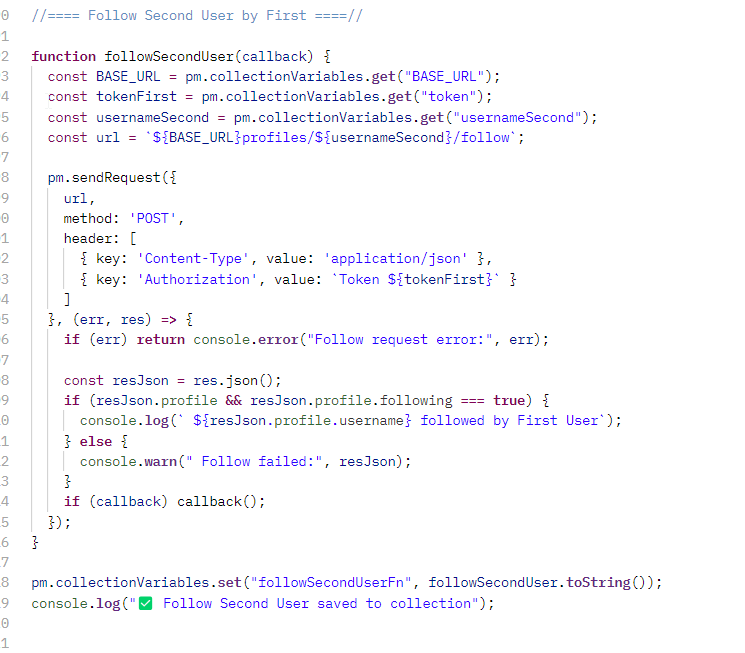 0 //==== Follow Second User by First ====//
1
2 function followSecondUser(callback) {
3 const BASE_URL = pm.collectionVariables.get("BASE_URL");
4 const tokenFirst = pm.collectionVariables.get("token");
5 const usernameSecond = pm.collectionVariables.get("usernameSecond");
6 const url = `${BASE_URL}profiles/${usernameSecond}/follow`;
7
8 pm.sendRequest({
9 url,
0 method: 'POST',
1 header: [
2 { key: 'Content-Type', value: 'application/json' },
3 { key: 'Authorization', value: `Token ${tokenFirst}` }
4 ]
5 }, (err, res) => {
6 if (err) return console.error("Follow request error:", err);
7
8 const resJson = res.json();
9 if (resJson.profile && resJson.profile.following === true) {
0 console.log(` ${resJson.profile.username} followed by First User`);
1 } else {
2 console.warn(" Follow failed:", resJson);
3 }
4 if (callback) callback();
5 });
6 }
7
8 pm.collectionVariables.set("followSecondUserFn", followSecondUser.toString());
9 console.log("✅ Follow Second User saved to collection");
0
1